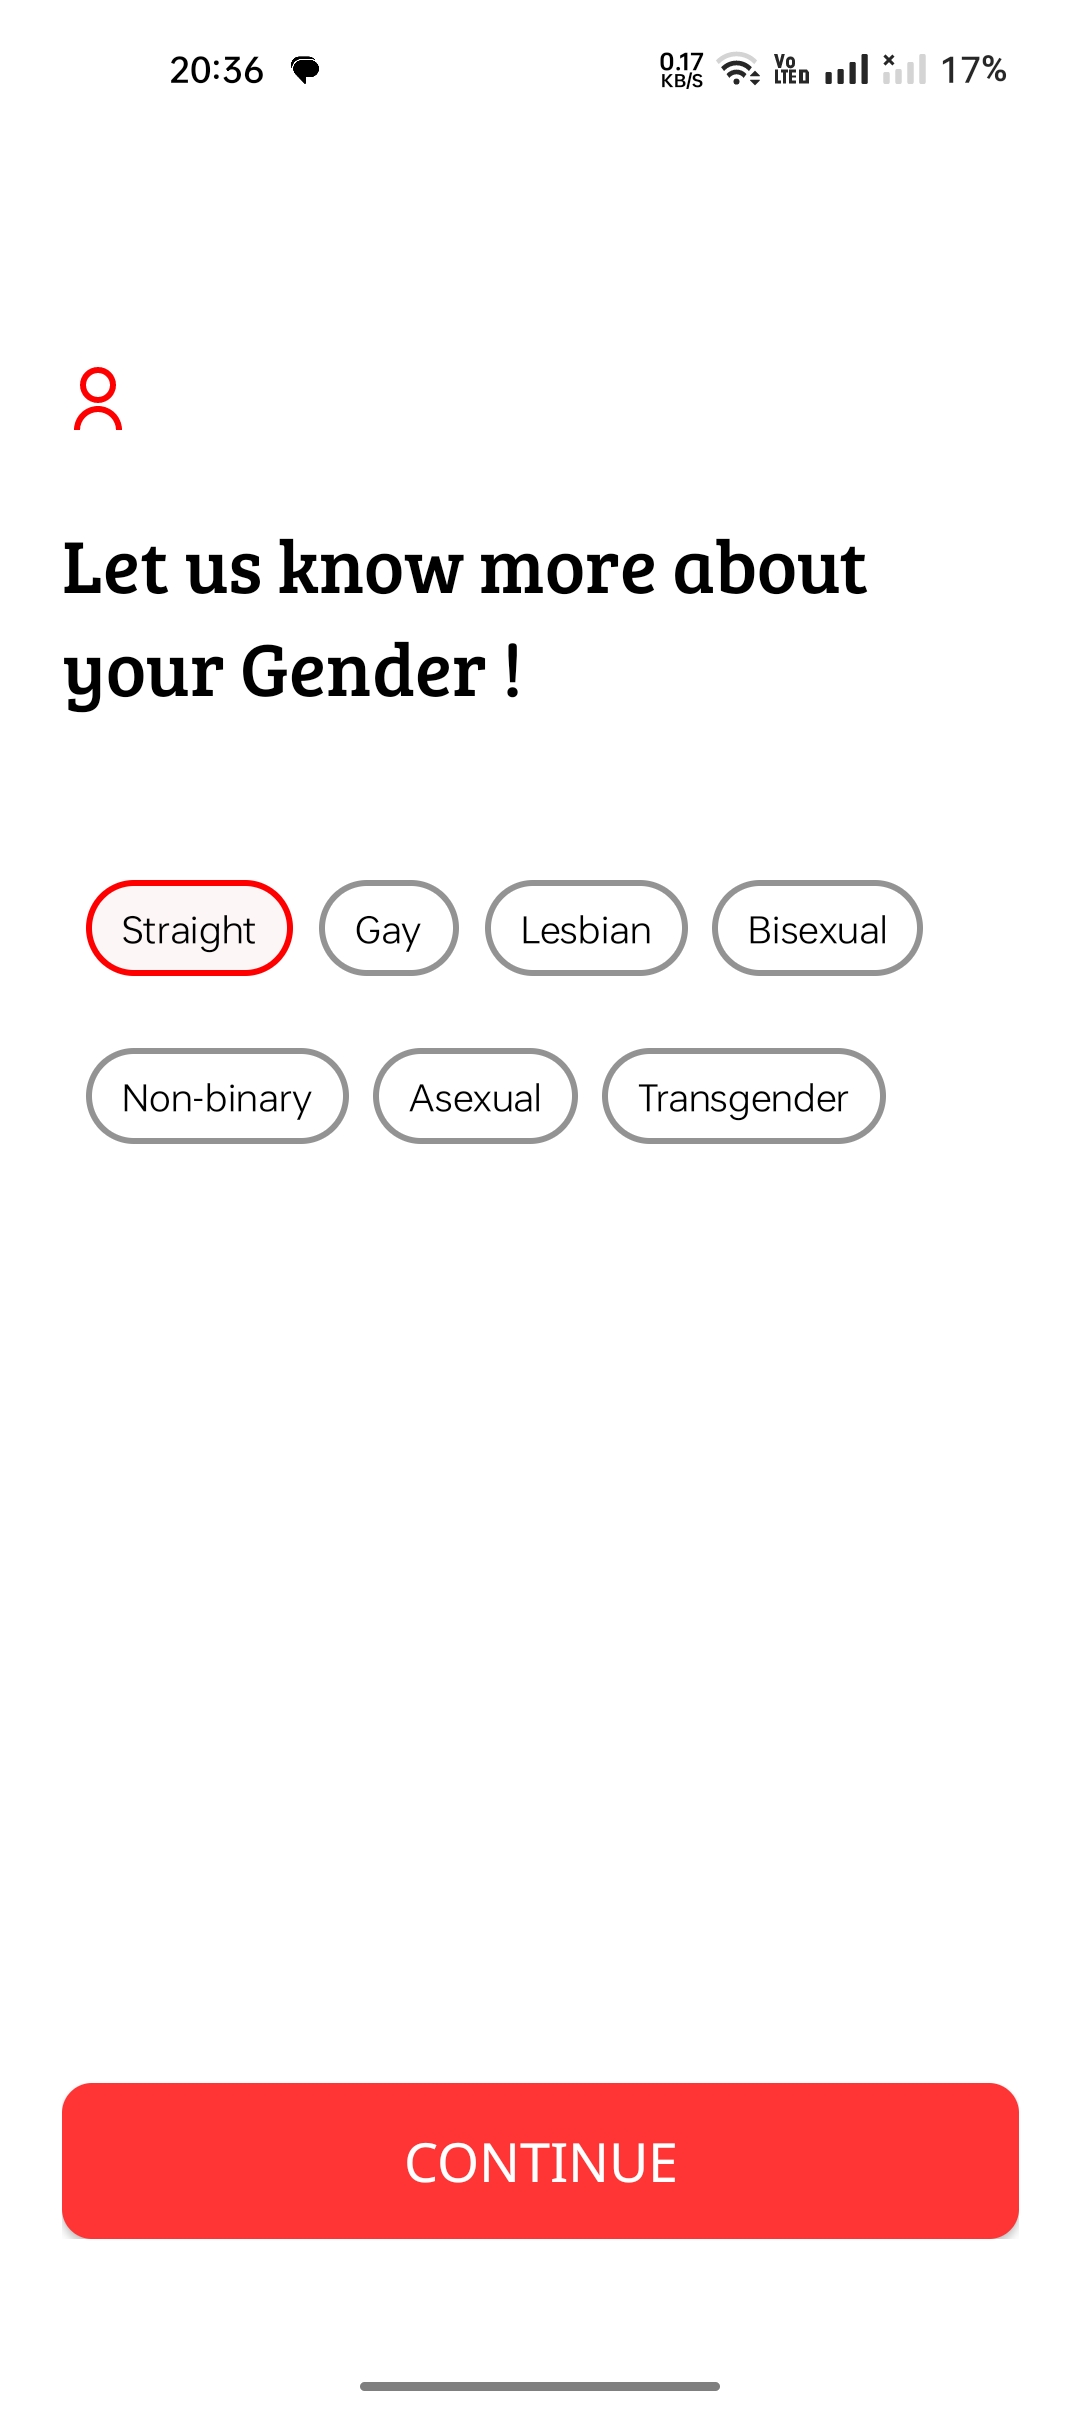 20:36 0.17 KB/S Vo LTED 17%
Let us know more about
your Gender !
Straight Gay Lesbian Bisexual
Non-binary Asexual Transgender
CONTINUE